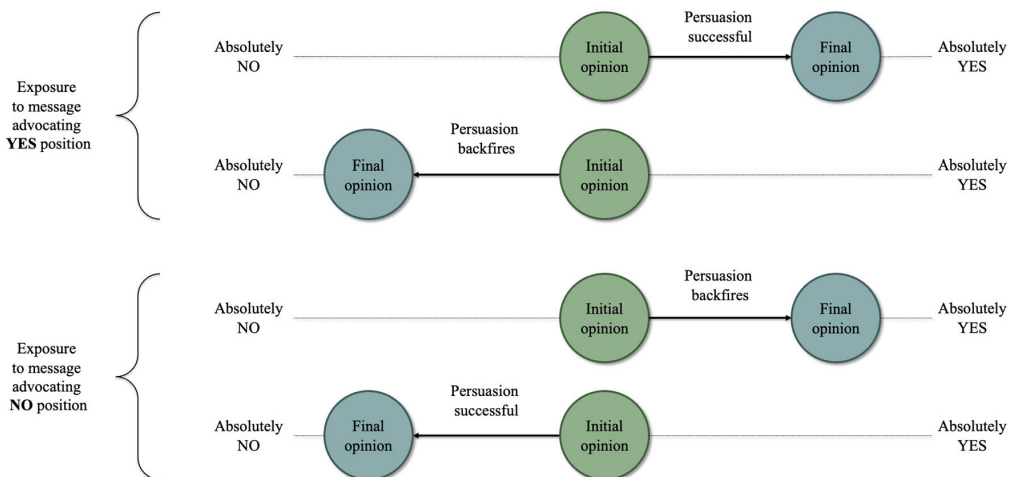 Exposure
to message
advocating
YES position
Absolutely
NO
Initial
opinion
Persuasion
successful
Final
opinion
Absolutely
YES
Absolutely
NO
Final
opinion
Persuasion
backfires
Initial
opinion
Absolutely
YES
Exposure
to message
advocating
NO position
Absolutely
NO
Initial
opinion
Persuasion
backfires
Final
opinion
Absolutely
YES
Absolutely
NO
Final
opinion
Persuasion
successful
Initial
opinion
Absolutely
YES